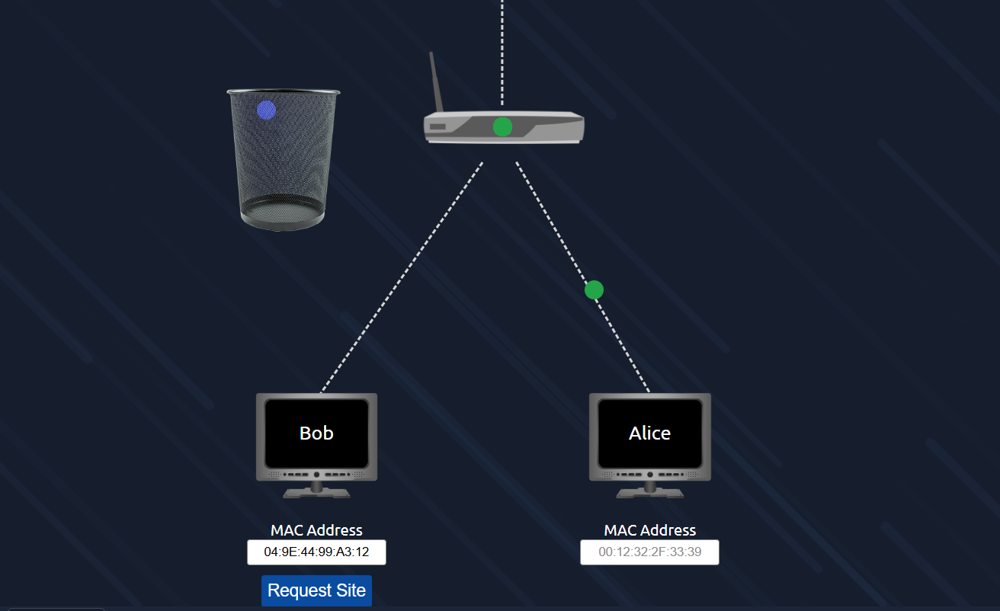 Bob
Alice
MAC Address
MAC Address
04:9E:44:99:A3:12
00:12:32:2F:33:39
Request Site